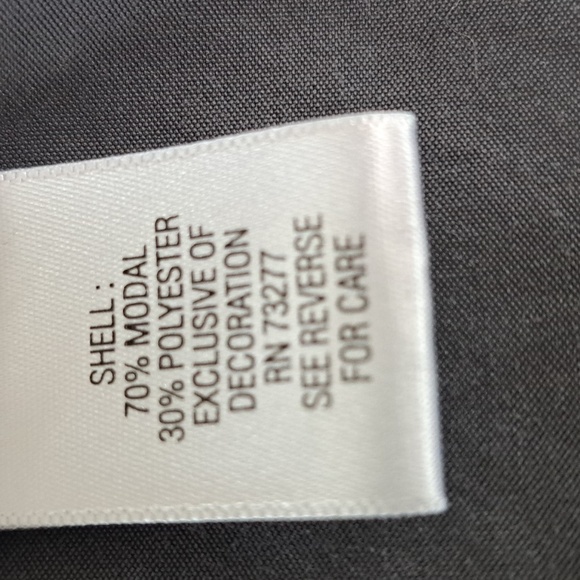 SHELL :
70% MODAL
30% POLYESTER
EXCLUSIVE OF
DECORATION
RN 73277
SEE REVERSE
FOR CARE